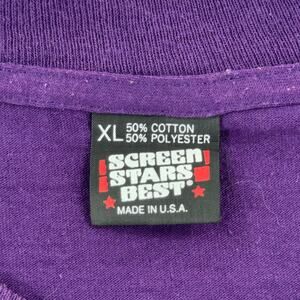 XL 50% COTTON
50% POLYESTER
SCREEN
STARS
BEST®
MADE IN U.S.A.